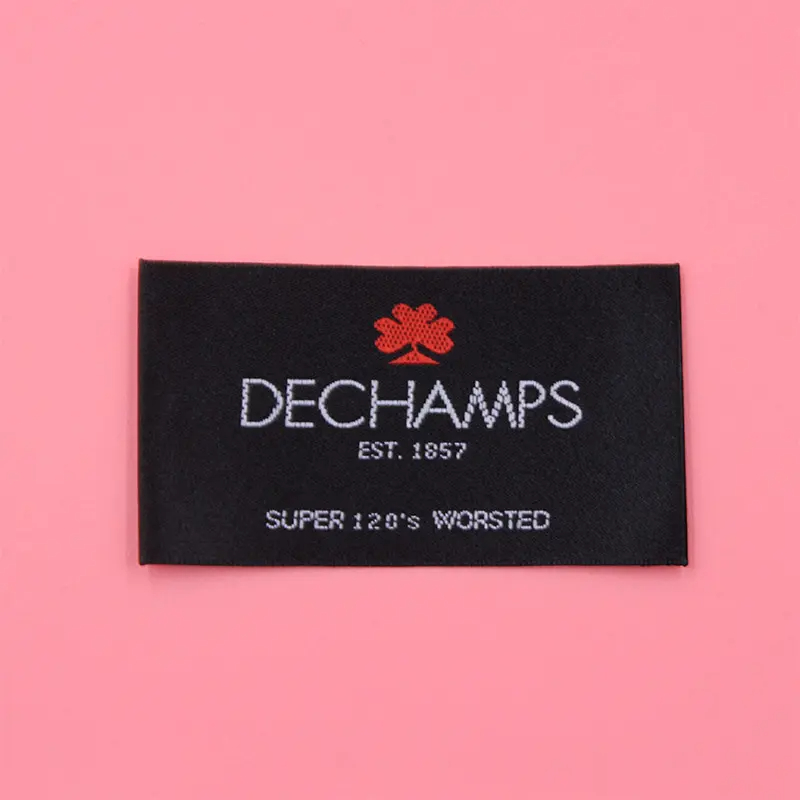 DECHAMPS
EST. 1857
SUPER 120's WORSTED